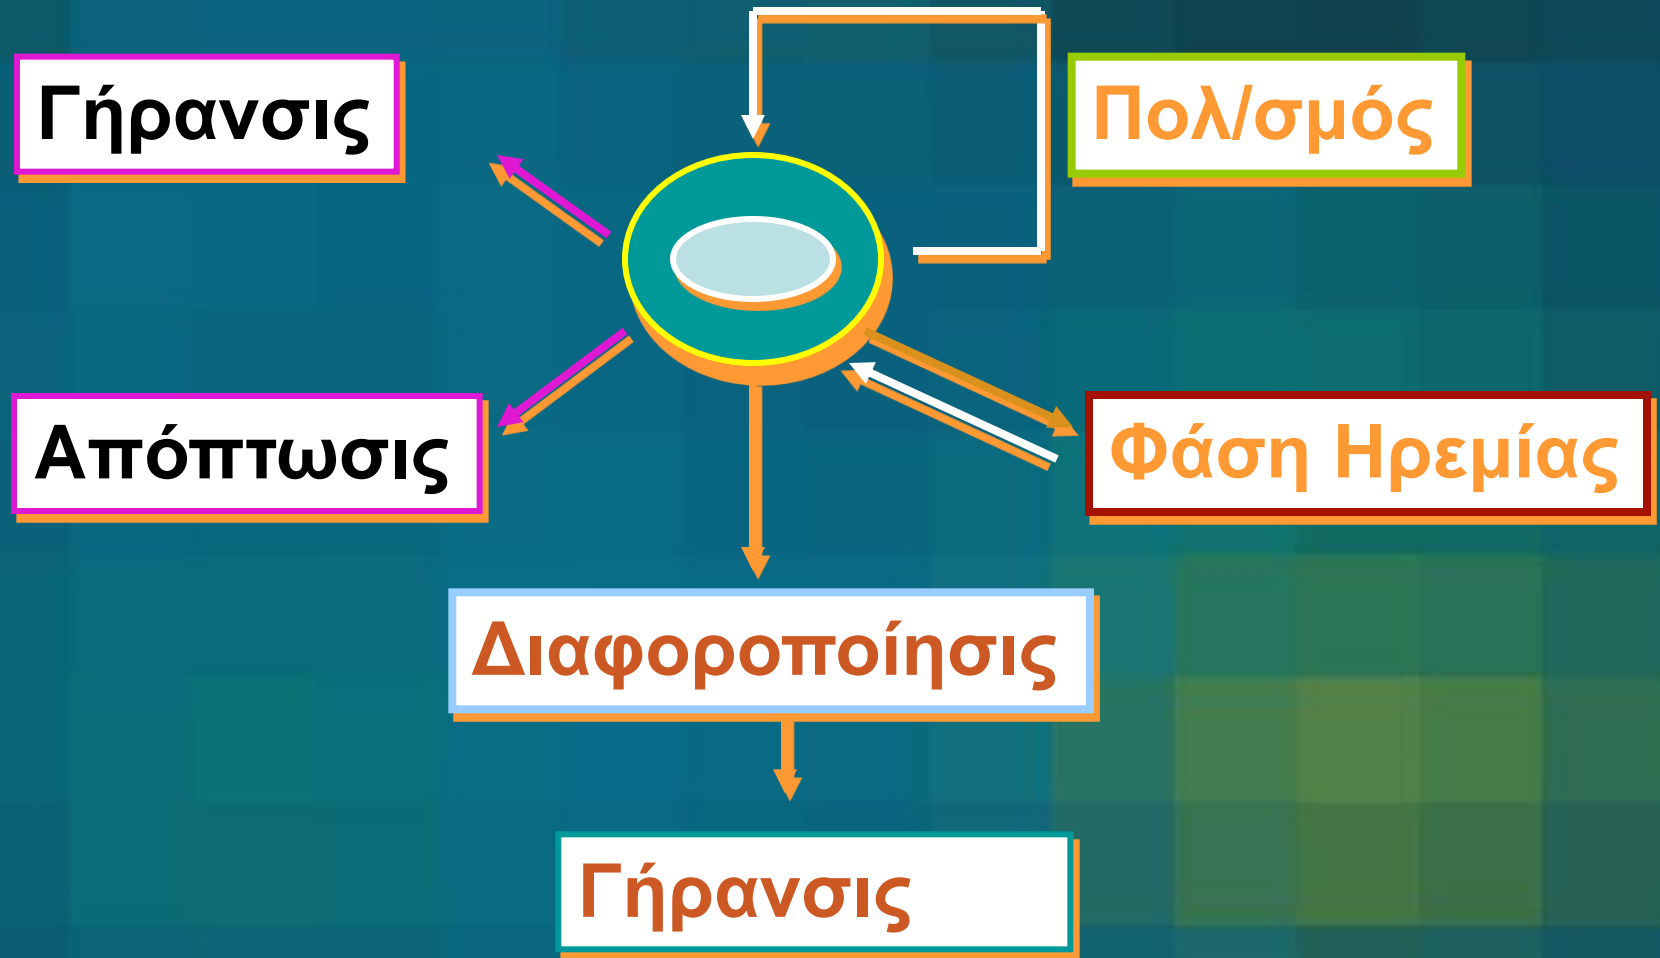 Γήρανσις
Πολ/σμός
Απόπτωσις
Φάση Ηρεμίας
Διαφοροποίησις
Γήρανσις